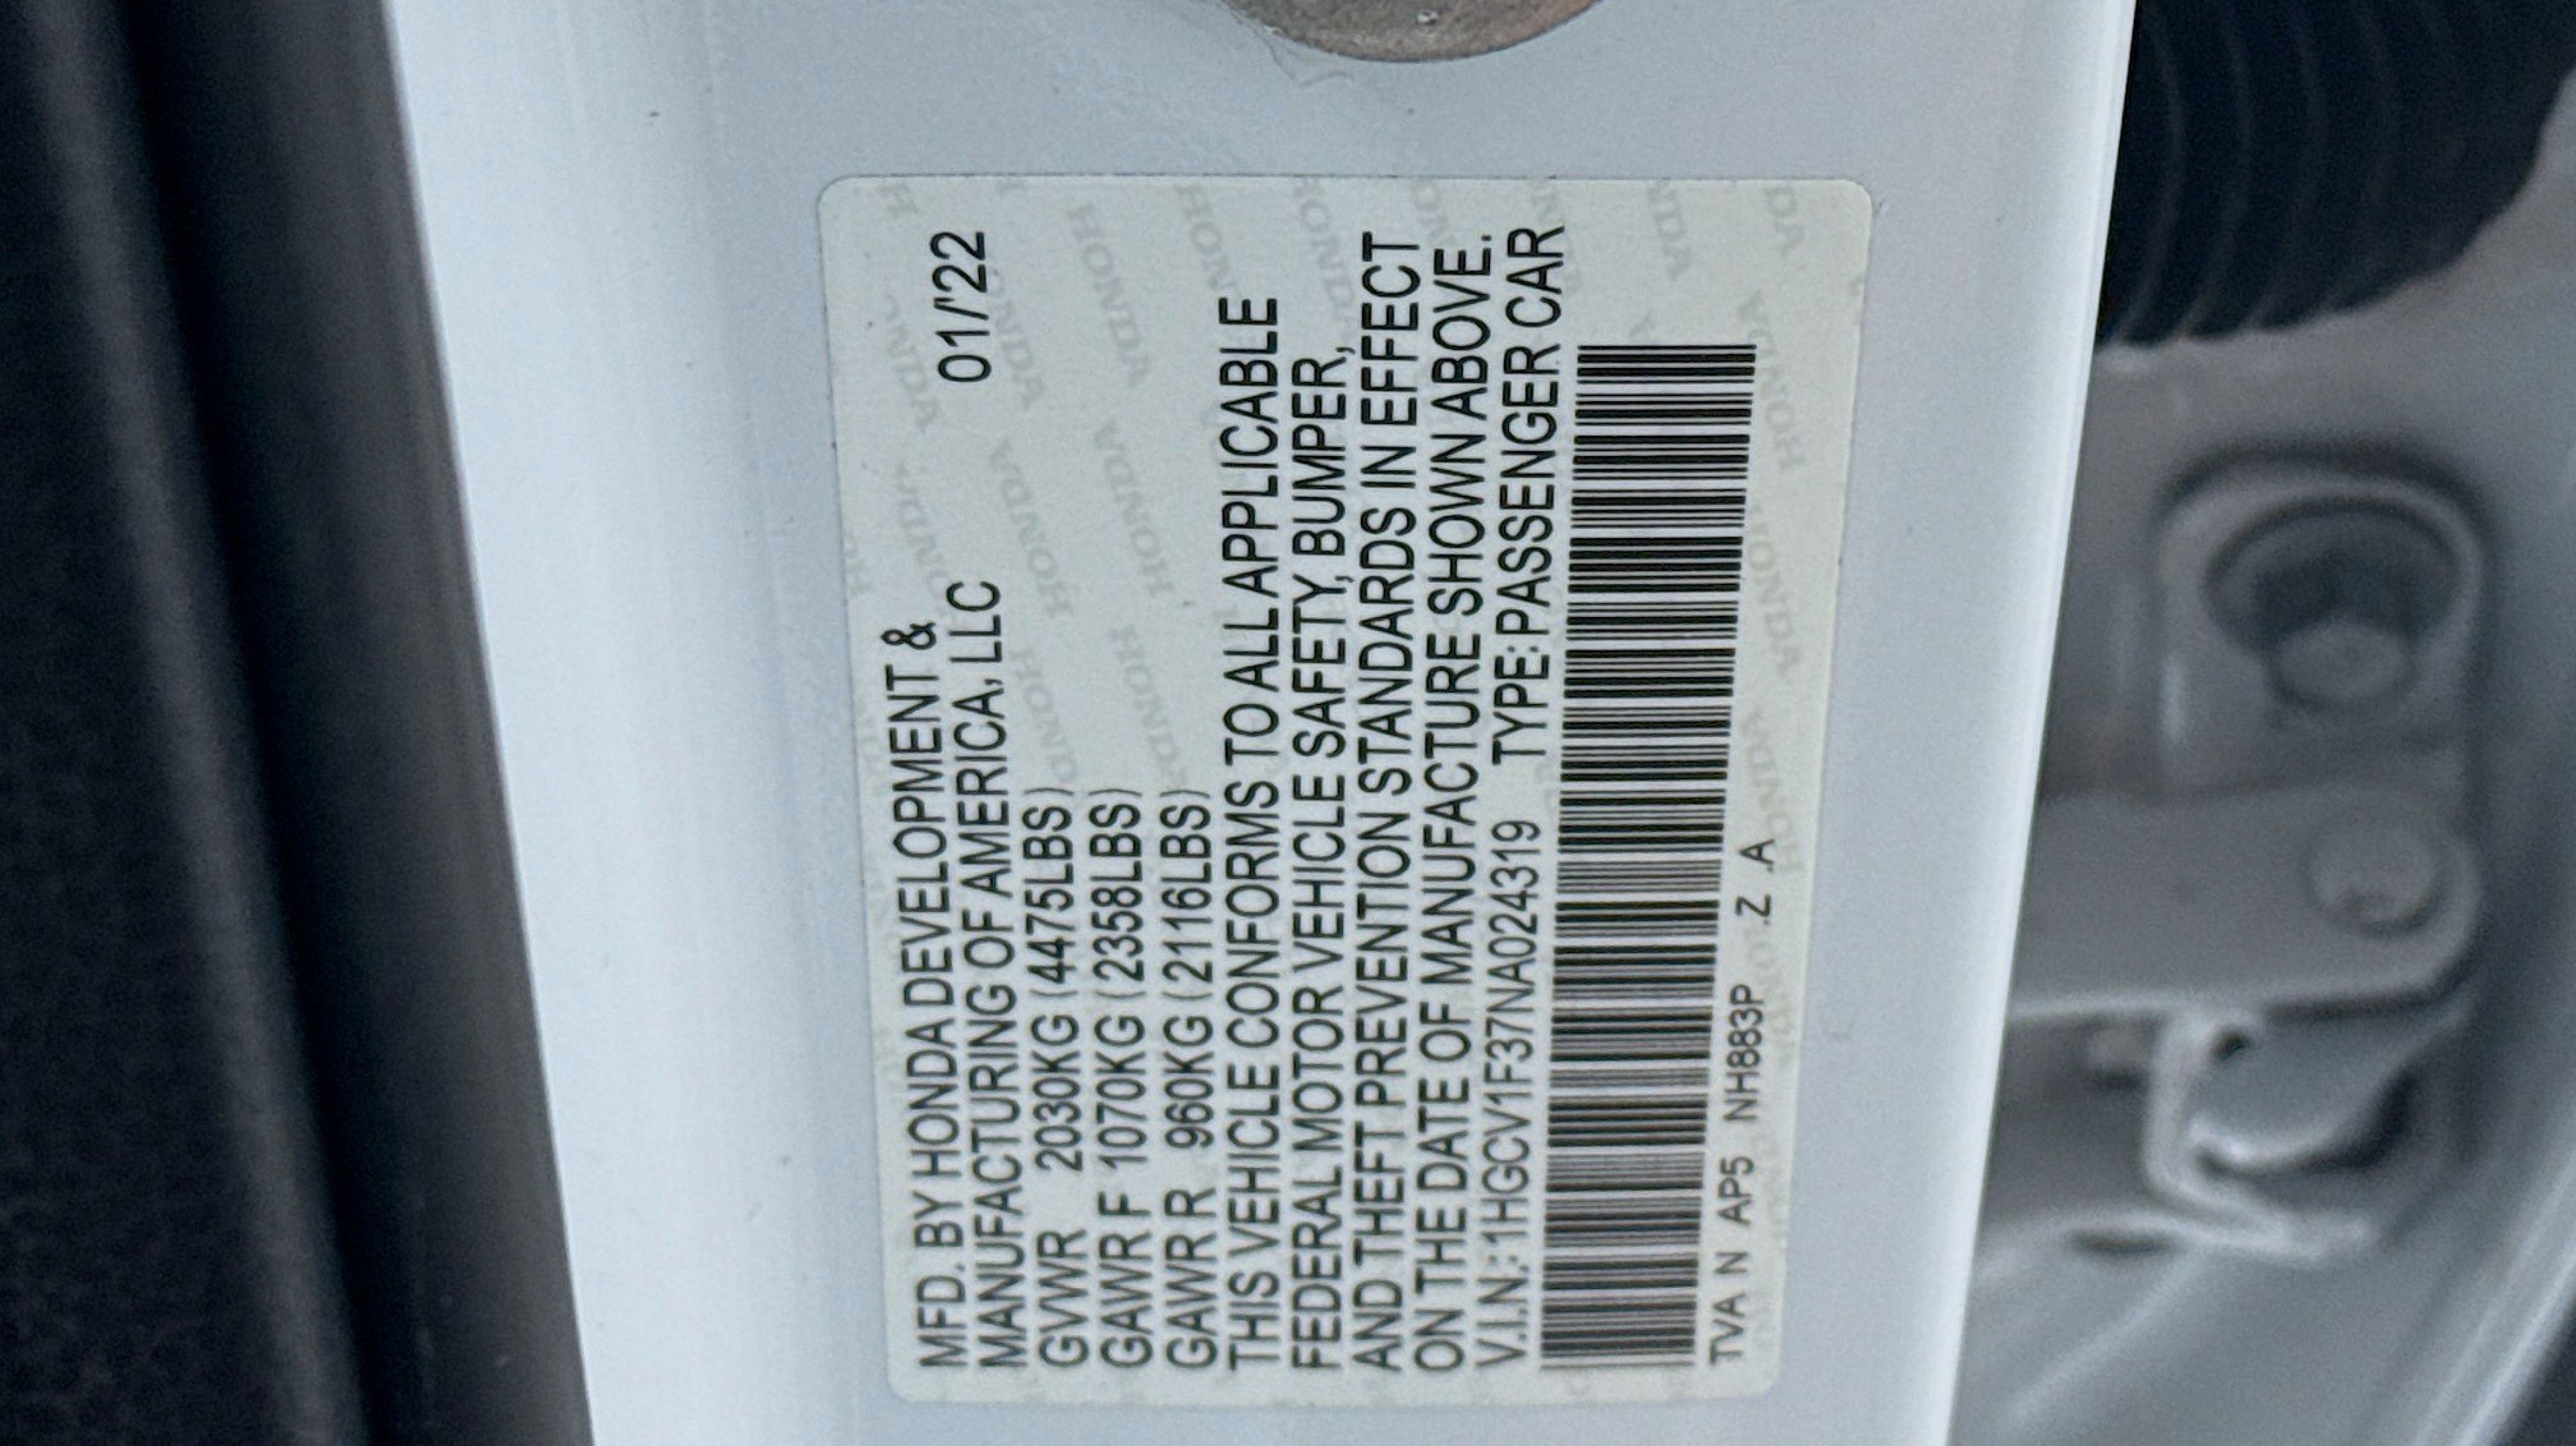 MFD. BY HONDA DEVELOPMENT &
MANUFACTURING OF AMERICA, LLC 01/'22
GVWR 2030KG (4475LBS)
GAWR F 1070KG (2358LBS)
GAWR R 960KG (2116LBS)
THIS VEHICLE CONFORMS TO ALL APPLICABLE
FEDERAL MOTOR VEHICLE SAFETY, BUMPER,
AND THEFT PREVENTION STANDARDS IN EFFECT
ON THE DATE OF MANUFACTURE SHOWN ABOVE.
V.I.N.: 1HGCV1F37NA024319 TYPE: PASSENGER CAR
TVA N AP5 NH883P Z A